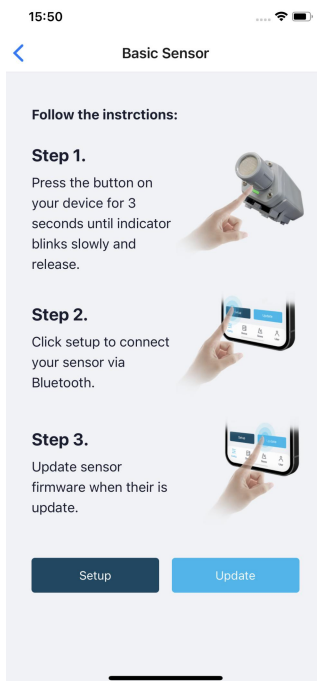 15:50
Basic Sensor
Follow the instrctions:
Step 1.
Press the button on
your device for 3
seconds until indicator
blinks slowly and
release.
Step 2.
Click setup to connect
your sensor via
Bluetooth.
Step 3.
Update sensor
firmware when their is
update.
Setup
Update